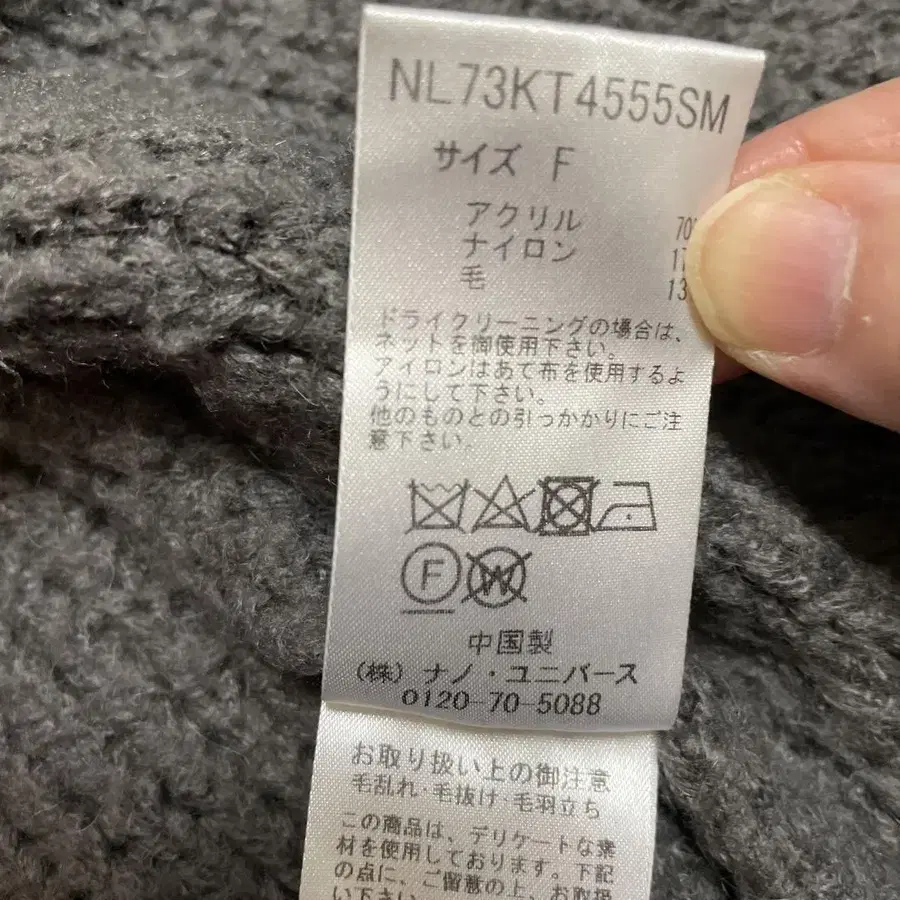 NL73KT4555SM
サイズ F
アクリル 70
ナイロン 17
毛 13
ドライクリーニングの場合は、
ネットを御使用下さい。
アイロンはあて布を使用するよ
うにして下さい。
他のものとの引っかかりにご注
意下さい。
F W
中国製
(株) ナノ・ユニバース
0120-70-5088
お取り扱い上の御注意
毛乱れ・毛抜け・毛羽立ち
この商品は、デリケートな素
材を使用しております。下記
の点に、ご留意の上、お取扱
い下さい。